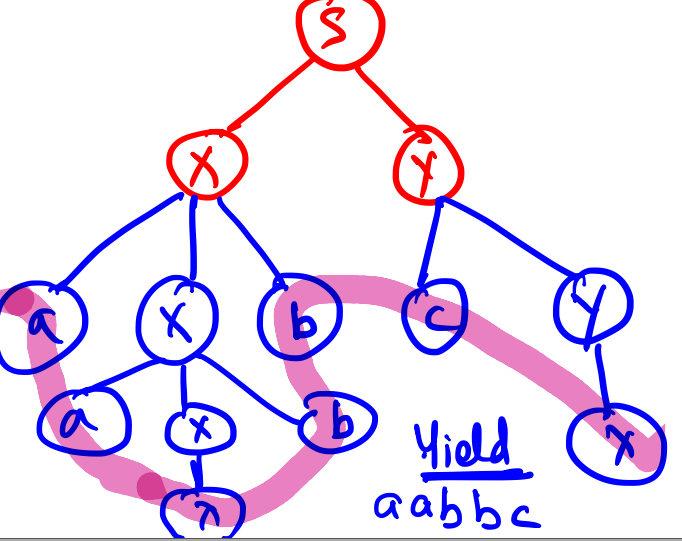 S
X Y
a X b c Y
a x b λ
λ
Yield
aabbc